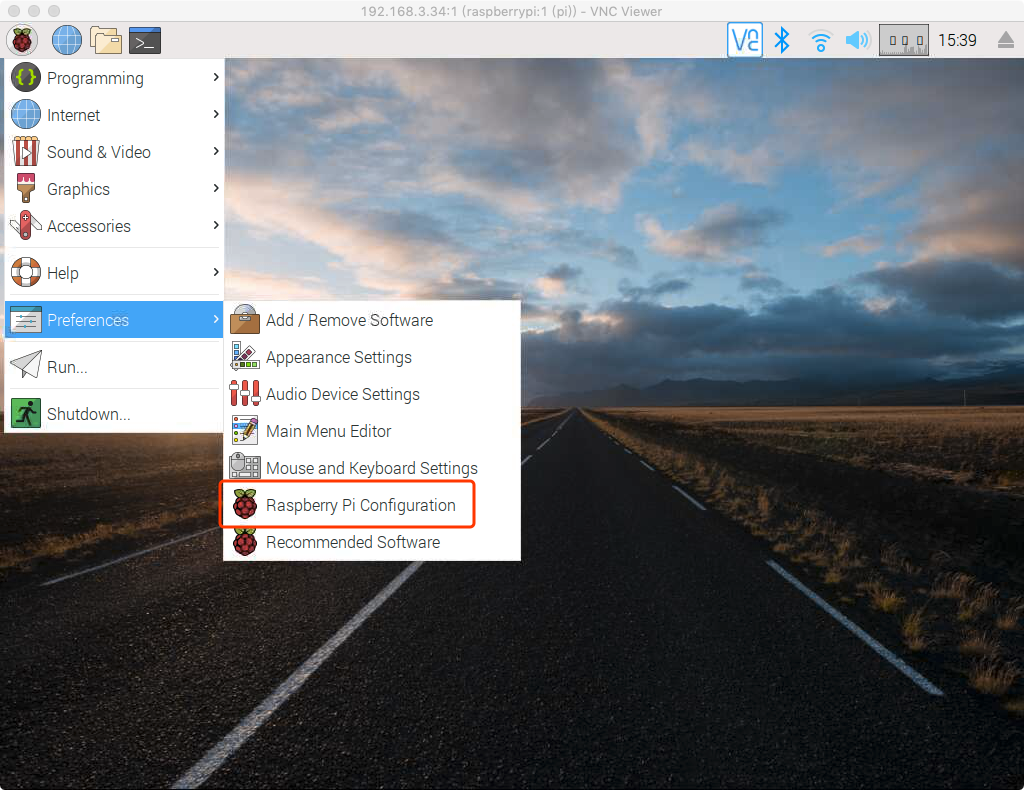 192.168.3.34:1 (raspberrypi:1 (pi)) - VNC Viewer
15:39
Programming
Internet
Sound & Video
Graphics
Accessories
Help
Preferences
Run...
Shutdown...
Add / Remove Software
Appearance Settings
Audio Device Settings
Main Menu Editor
Mouse and Keyboard Settings
Raspberry Pi Configuration
Recommended Software